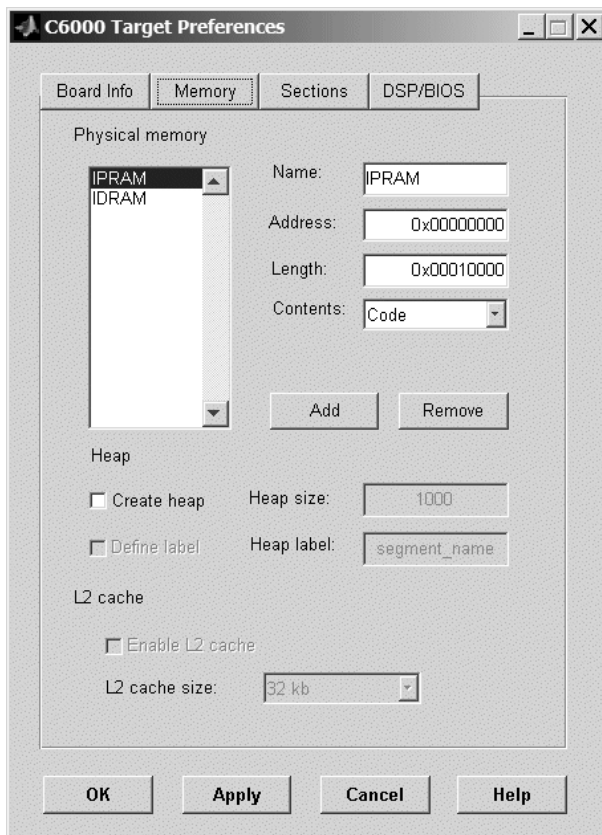 C6000 Target Preferences
Board Info Memory Sections DSP/BIOS
Physical memory
IPRAM
IDRAM
Name: IPRAM
Address: 0x00000000
Length: 0x00010000
Contents: Code
Add Remove
Heap
Create heap Heap size: 1000
Define label Heap label: segment_name
L2 cache
Enable L2 cache
L2 cache size: 32 kb
OK Apply Cancel Help